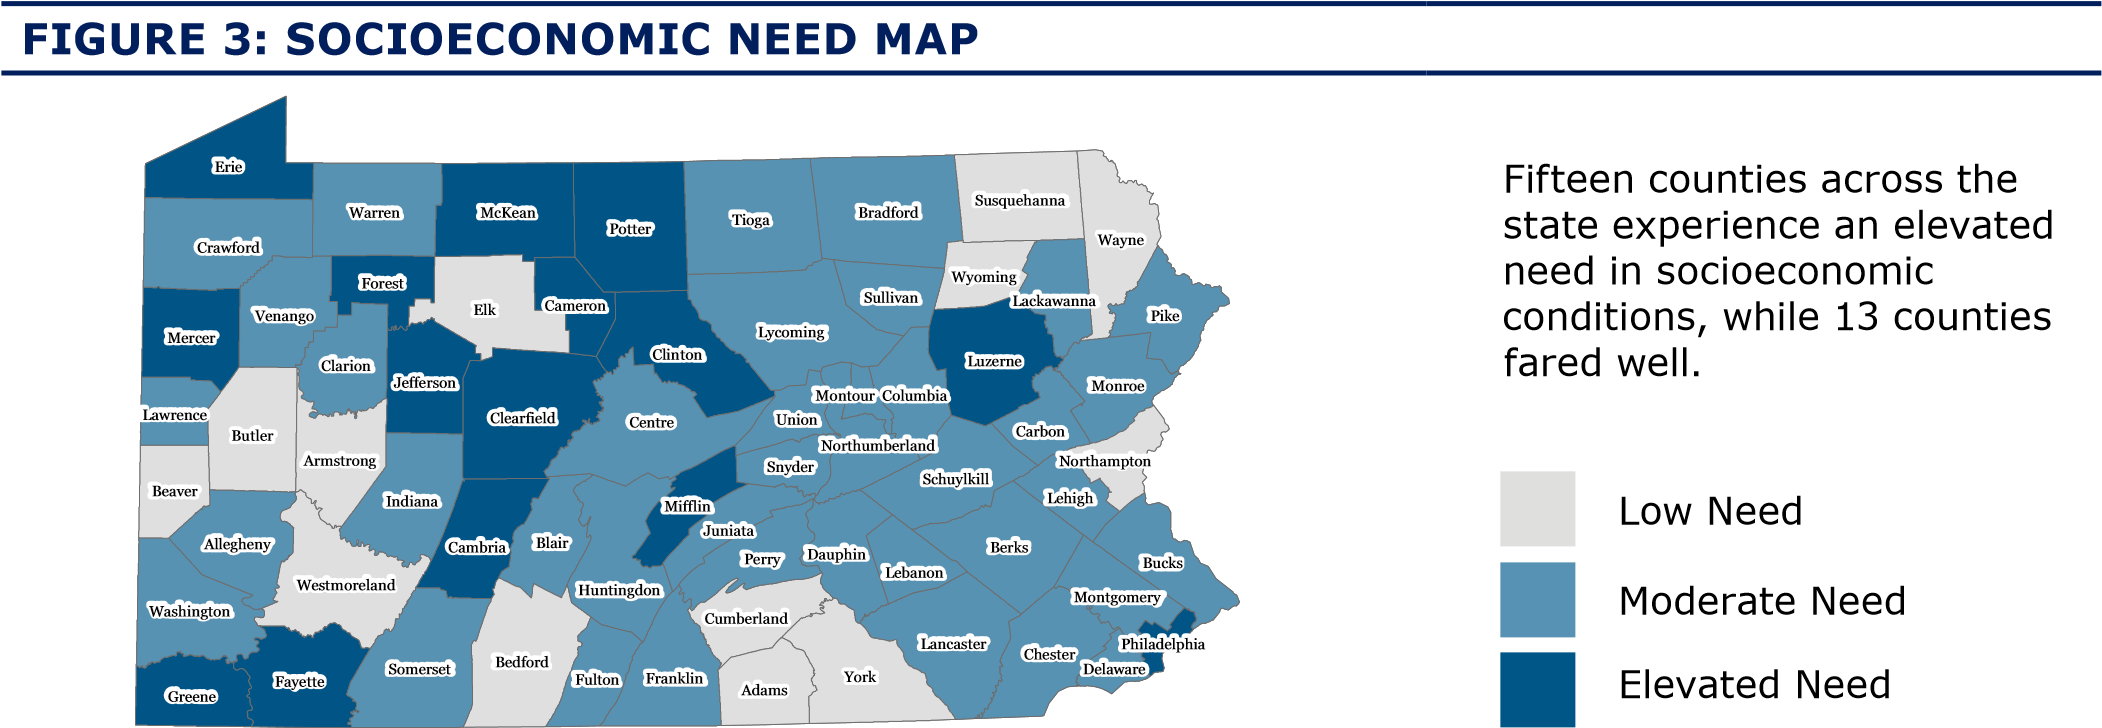 FIGURE 3: SOCIOECONOMIC NEED MAP
Fifteen counties across the
state experience an elevated
need in socioeconomic
conditions, while 13 counties
fared well.
Low Need
Moderate Need
Elevated Need
Erie
Warren
McKean
Potter
Tioga
Bradford
Susquehanna
Wayne
Crawford
Forest
Elk
Cameron
Sullivan
Wyoming
Lackawanna
Pike
Venango
Mercer
Clarion
Jefferson
Clinton
Lycoming
Luzerne
Monroe
Lawrence
Butler
Armstrong
Clearfield
Centre
Union
Montour
Columbia
Carbon
Northumberland
Northampton
Beaver
Indiana
Snyder
Schuylkill
Lehigh
Mifflin
Juniata
Allegheny
Cambria
Blair
Perry
Dauphin
Berks
Bucks
Westmoreland
Huntingdon
Lebanon
Montgomery
Washington
Cumberland
Lancaster
Philadelphia
Chester
Delaware
Greene
Fayette
Somerset
Bedford
Fulton
Franklin
Adams
York